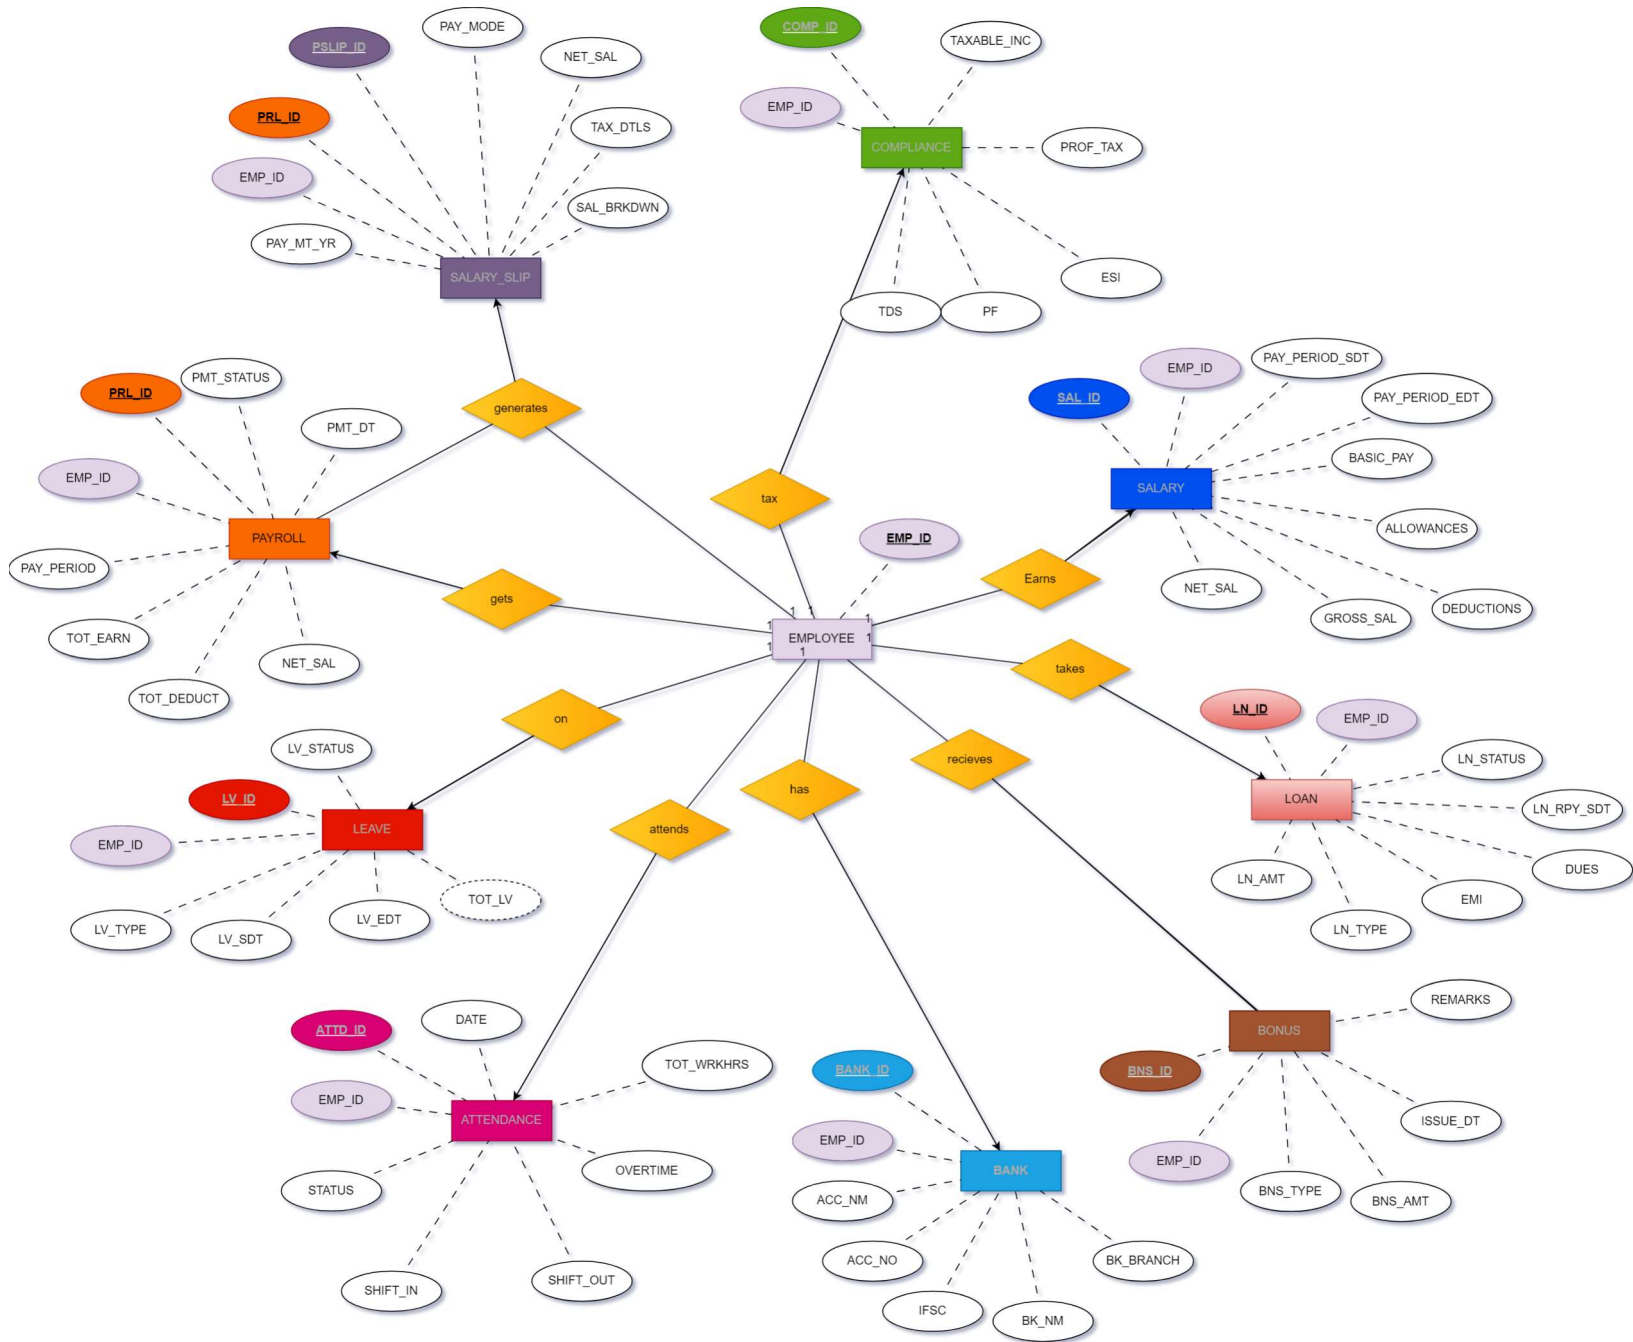 PSLIP_ID
PAY_MODE
NET_SAL
PRL_ID
TAX_DTLS
EMP_ID
SAL_BRKDWN
PAY_MT_YR
SALARY_SLIP
COMP_ID
TAXABLE_INC
EMP_ID
COMPLIANCE
PROF_TAX
ESI
TDS
PF
generates
tax
PRL_ID
PMT_STATUS
PMT_DT
EMP_ID
PAYROLL
PAY_PERIOD
TOT_EARN
NET_SAL
TOT_DEDUCT
gets
SAL_ID
EMP_ID
PAY_PERIOD_SDT
PAY_PERIOD_EDT
BASIC_PAY
SALARY
ALLOWANCES
DEDUCTIONS
GROSS_SAL
NET_SAL
Earns
EMP_ID
1
1
1
1
EMPLOYEE
1
1
1
takes
on
recieves
has
attends
LN_ID
EMP_ID
LN_STATUS
LOAN
LN_RPY_SDT
DUES
LN_AMT
EMI
LN_TYPE
LV_STATUS
LV_ID
LEAVE
EMP_ID
TOT_LV
LV_TYPE
LV_SDT
LV_EDT
ATTD_ID
DATE
TOT_WRKHRS
EMP_ID
ATTENDANCE
STATUS
OVERTIME
SHIFT_IN
SHIFT_OUT
BANK_ID
EMP_ID
BANK
ACC_NM
ACC_NO
BK_BRANCH
IFSC
BK_NM
REMARKS
BONUS
BNS_ID
ISSUE_DT
EMP_ID
BNS_TYPE
BNS_AMT